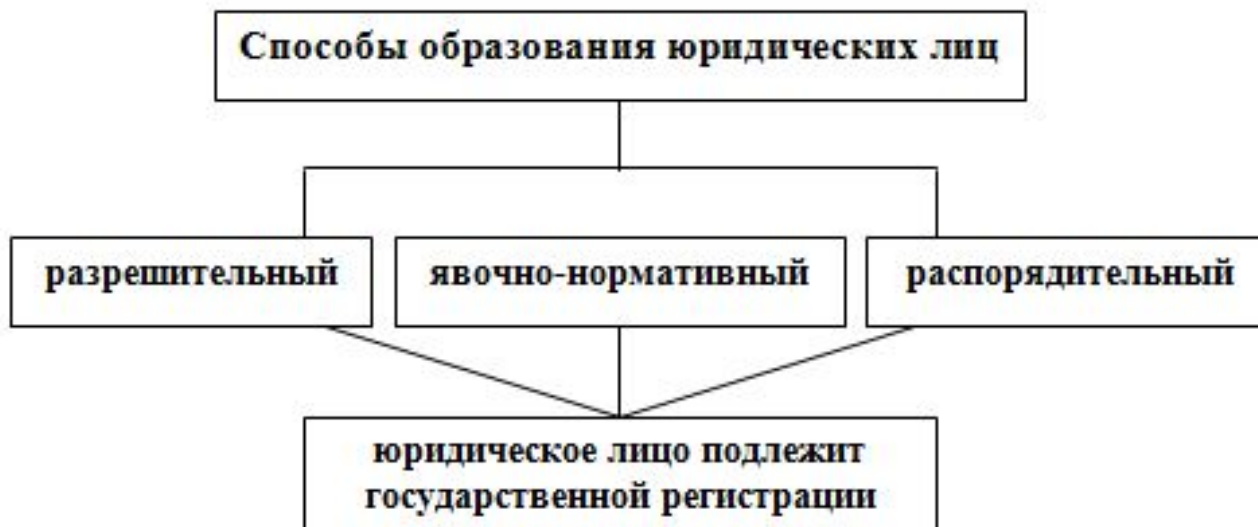 Способы образования юридических лиц
разрешительный
явочно-нормативный
распорядительный
юридическое лицо подлежит
государственной регистрации